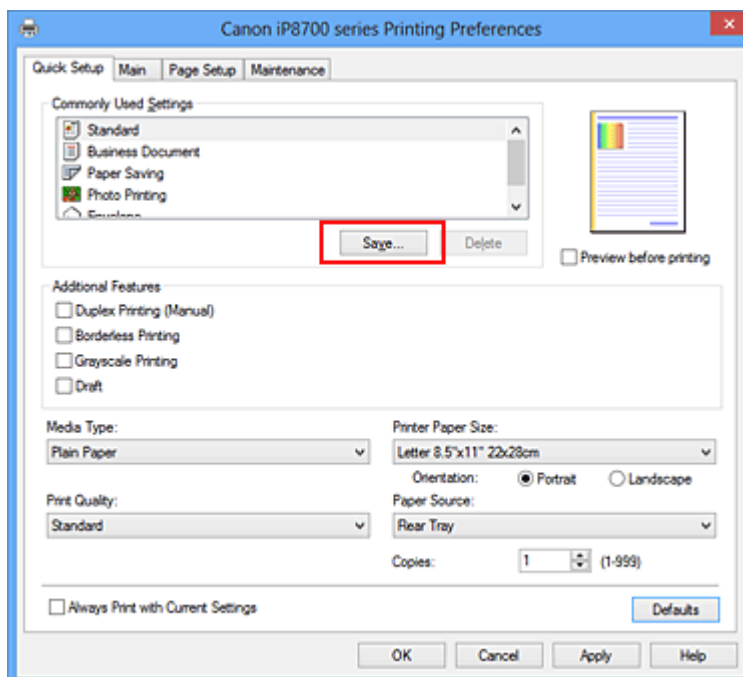 Canon iP8700 series Printing Preferences
Quick Setup Main Page Setup Maintenance
Commonly Used Settings
Standard
Business Document
Paper Saving
Photo Printing
Envelope
Save... Delete
Preview before printing
Additional Features
Duplex Printing (Manual)
Borderless Printing
Grayscale Printing
Draft
Media Type:
Plain Paper
Printer Paper Size:
Letter 8.5"x11" 22x28cm
Orientation: Portrait Landscape
Print Quality:
Standard
Paper Source:
Rear Tray
Copies: 1 (1-999)
Always Print with Current Settings
Defaults
OK Cancel Apply Help